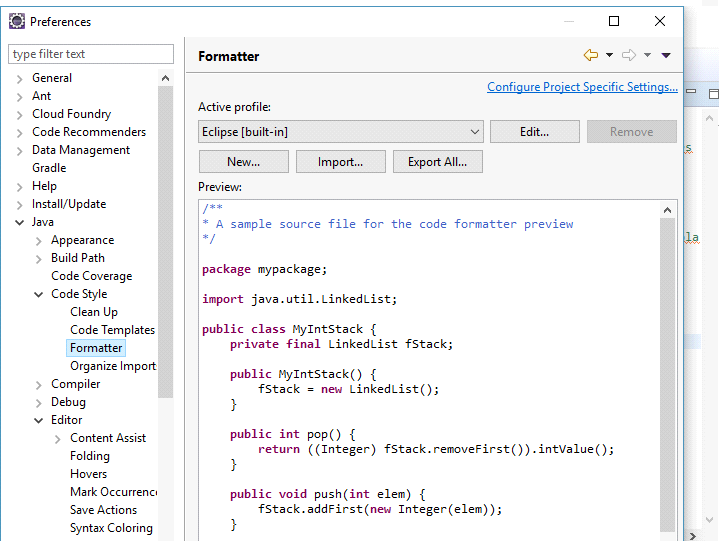 Preferences
type filter text
General
Ant
Cloud Foundry
Code Recommenders
Data Management
Gradle
Help
Install/Update
Java
Appearance
Build Path
Code Coverage
Code Style
Clean Up
Code Templates
Formatter
Organize Import
Compiler
Debug
Editor
Content Assist
Folding
Hovers
Mark Occurrenc
Save Actions
Syntax Coloring
Formatter
Configure Project Specific Settings...
Active profile:
Eclipse [built-in]
Edit...
Remove
New...
Import...
Export All...
Preview:
/**
* A sample source file for the code formatter preview
*/
package mypackage;
import java.util.LinkedList;
public class MyIntStack {
private final LinkedList fStack;
public MyIntStack() {
fStack = new LinkedList();
}
public int pop() {
return ((Integer) fStack.removeFirst()).intValue();
}
public void push(int elem) {
fStack.addFirst(new Integer(elem));
}
s
la